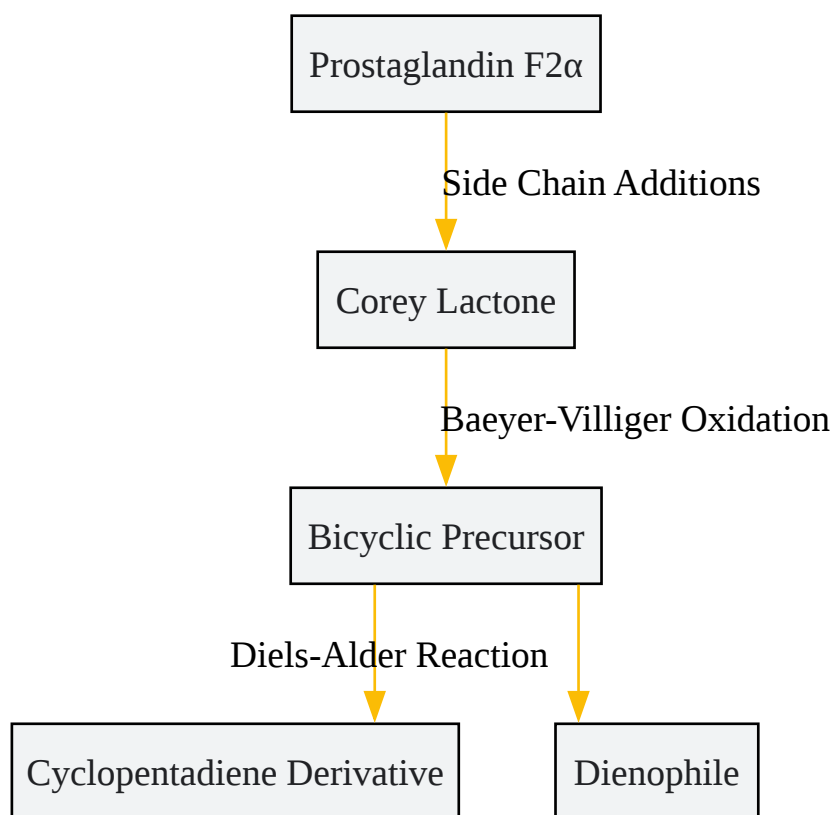 Prostaglandin F2α
Side Chain Additions
Corey Lactone
Baeyer-Villiger Oxidation
Bicyclic Precursor
Diels-Alder Reaction
Cyclopentadiene Derivative
Dienophile